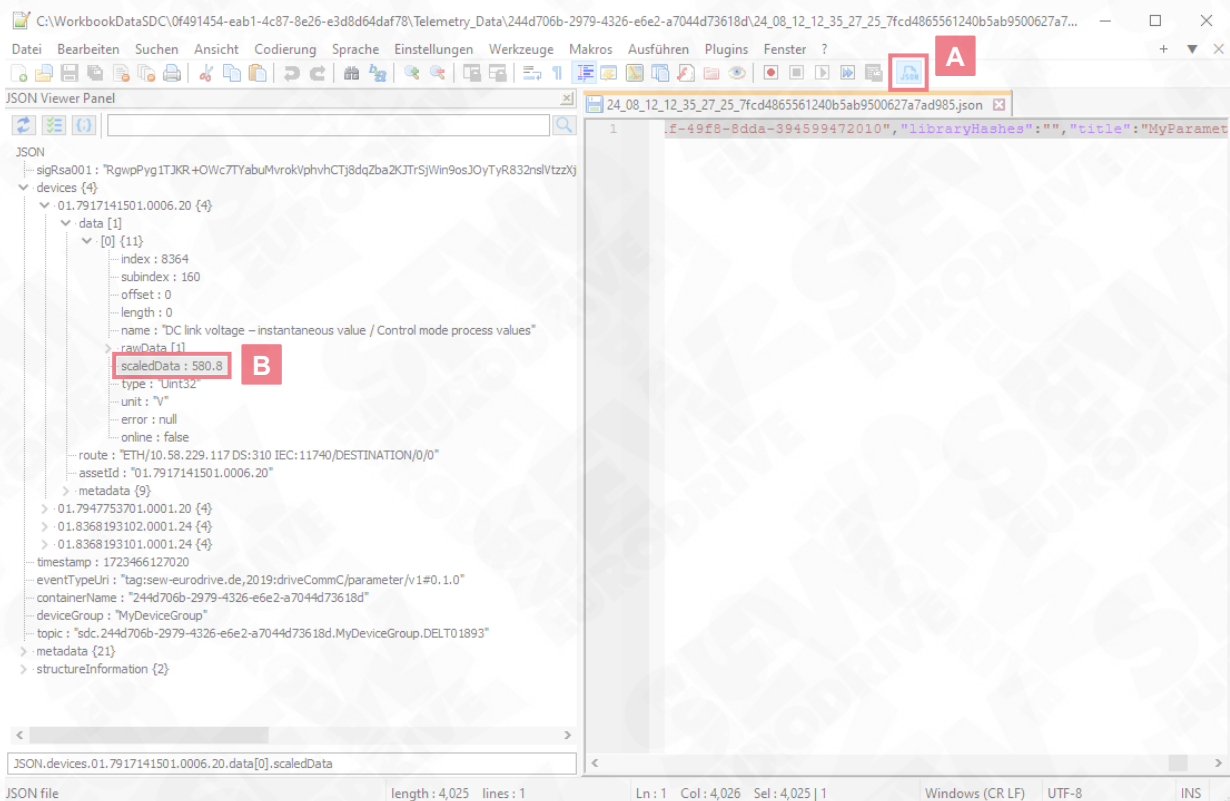 C:\WorkbookDataSDC\0f491454-eab1-4c87-8e26-e3d8d64daf78\Telemetry_Data\244d706b-2979-4326-e6e2-a7044d73618d\24_08_12_12_35_27_25_7fcd4865561240b5ab9500627a7...
Datei Bearbeiten Suchen Ansicht Codierung Sprache Einstellungen Werkzeuge Makros Ausführen Plugins Fenster ?
A
JSON
JSON Viewer Panel
24_08_12_12_35_27_25_7fcd4865561240b5ab9500627a7ad985.json
1 .f-49f8-8dda-394599472010","libraryHashes":"","title":"MyParamet
JSON
sigRsa001 : "RgwpPyg1TJKR+OWc7TYabuMvrokVphvhCTj8dqZba2KJTrSjWin9osJOyTyR832nslVtzzXj
devices {4}
01.7917141501.0006.20 {4}
data [1]
[0] {11}
index : 8364
subindex : 160
offset : 0
length : 0
name : "DC link voltage – instantaneous value / Control mode process values"
rawData [1]
scaledData : 580.8
B
type : "Uint32"
unit : "V"
error : null
online : false
route : "ETH/10.58.229.117 DS:310 IEC:11740/DESTINATION/0/0"
assetId : "01.7917141501.0006.20"
metadata {9}
01.7947753701.0001.20 {4}
01.8368193102.0001.24 {4}
01.8368193101.0001.24 {4}
timestamp : 1723466127020
eventTypeUri : "tag:sew-eurodrive.de,2019:driveCommC/parameter/v1#0.1.0"
containerName : "244d706b-2979-4326-e6e2-a7044d73618d"
deviceGroup : "MyDeviceGroup"
topic : "sdc.244d706b-2979-4326-e6e2-a7044d73618d.MyDeviceGroup.DELT01893"
metadata {21}
structureInformation {2}
JSON.devices.01.7917141501.0006.20.data[0].scaledData
JSON file length : 4,025 lines : 1 Ln : 1 Col : 4,026 Sel : 4,025 | 1 Windows (CR LF) UTF-8 INS
SEW
EURODRIVE